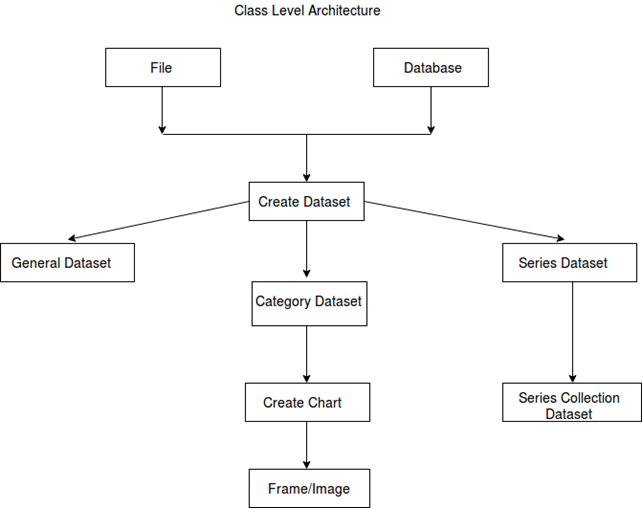 Class Level Architecture
File
Database
Create Dataset
General Dataset
Series Dataset
Category Dataset
Create Chart
Series Collection
Dataset
Frame/Image